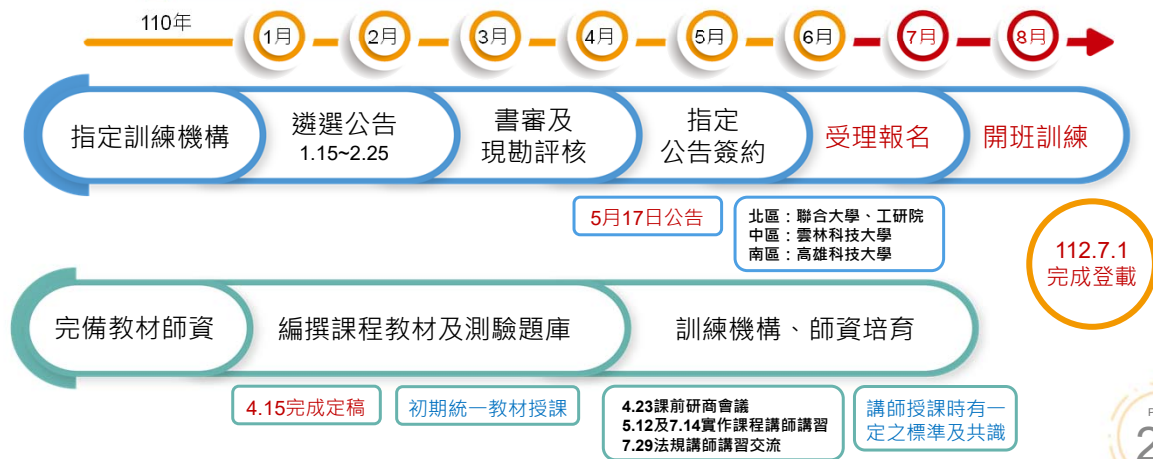 110年
1月
2月
3月
4月
5月
6月
7月
8月
指定訓練機構
遴選公告
1.15~2.25
書審及
現勘評核
指定
公告簽約
受理報名
開班訓練
5月17日公告
北區：聯合大學、工研院
中區：雲林科技大學
南區：高雄科技大學
112.7.1
完成登載
完備教材師資
編撰課程教材及測驗題庫
訓練機構、師資培育
4.15完成定稿
初期統一教材授課
4.23課前研商會議
5.12及7.14實作課程講師講習
7.29法規講師講習交流
講師授課時有一
定之標準及共識